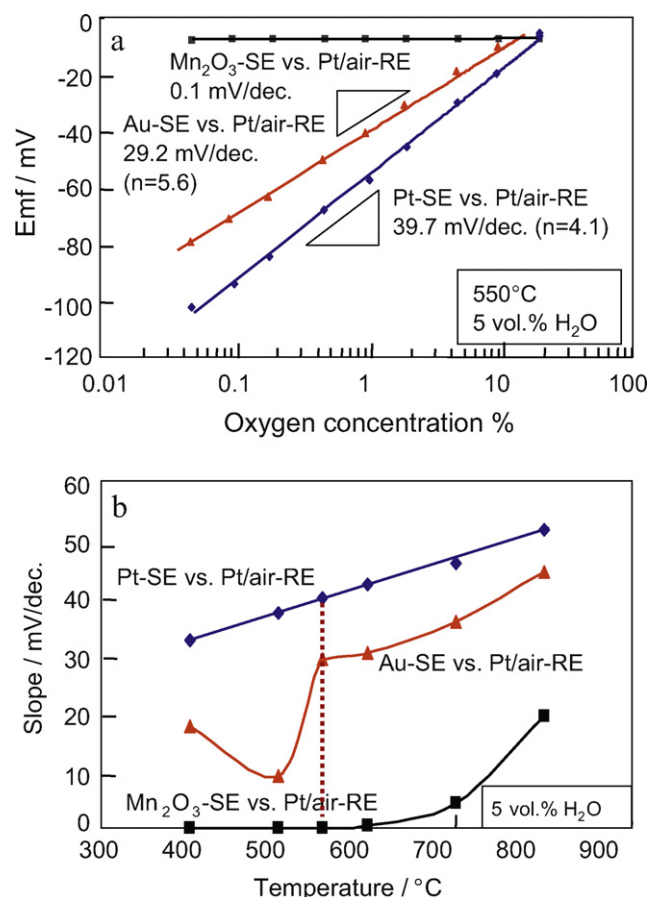 a
0
-20
-40
-60
-80
-100
-120
Emf / mV
Mn₂O₃-SE vs. Pt/air-RE
0.1 mV/dec.
Au-SE vs. Pt/air-RE
29.2 mV/dec.
(n=5.6)
Pt-SE vs. Pt/air-RE
39.7 mV/dec. (n=4.1)
550°C
5 vol.% H₂O
0.01 0.1 1 10 100
Oxygen concentration %
b
60
50
40
30
20
10
0
Slope / mV/dec.
Pt-SE vs. Pt/air-RE
Au-SE vs. Pt/air-RE
Mn₂O₃-SE vs. Pt/air-RE
5 vol.% H₂O
300 400 500 600 700 800 900
Temperature / °C